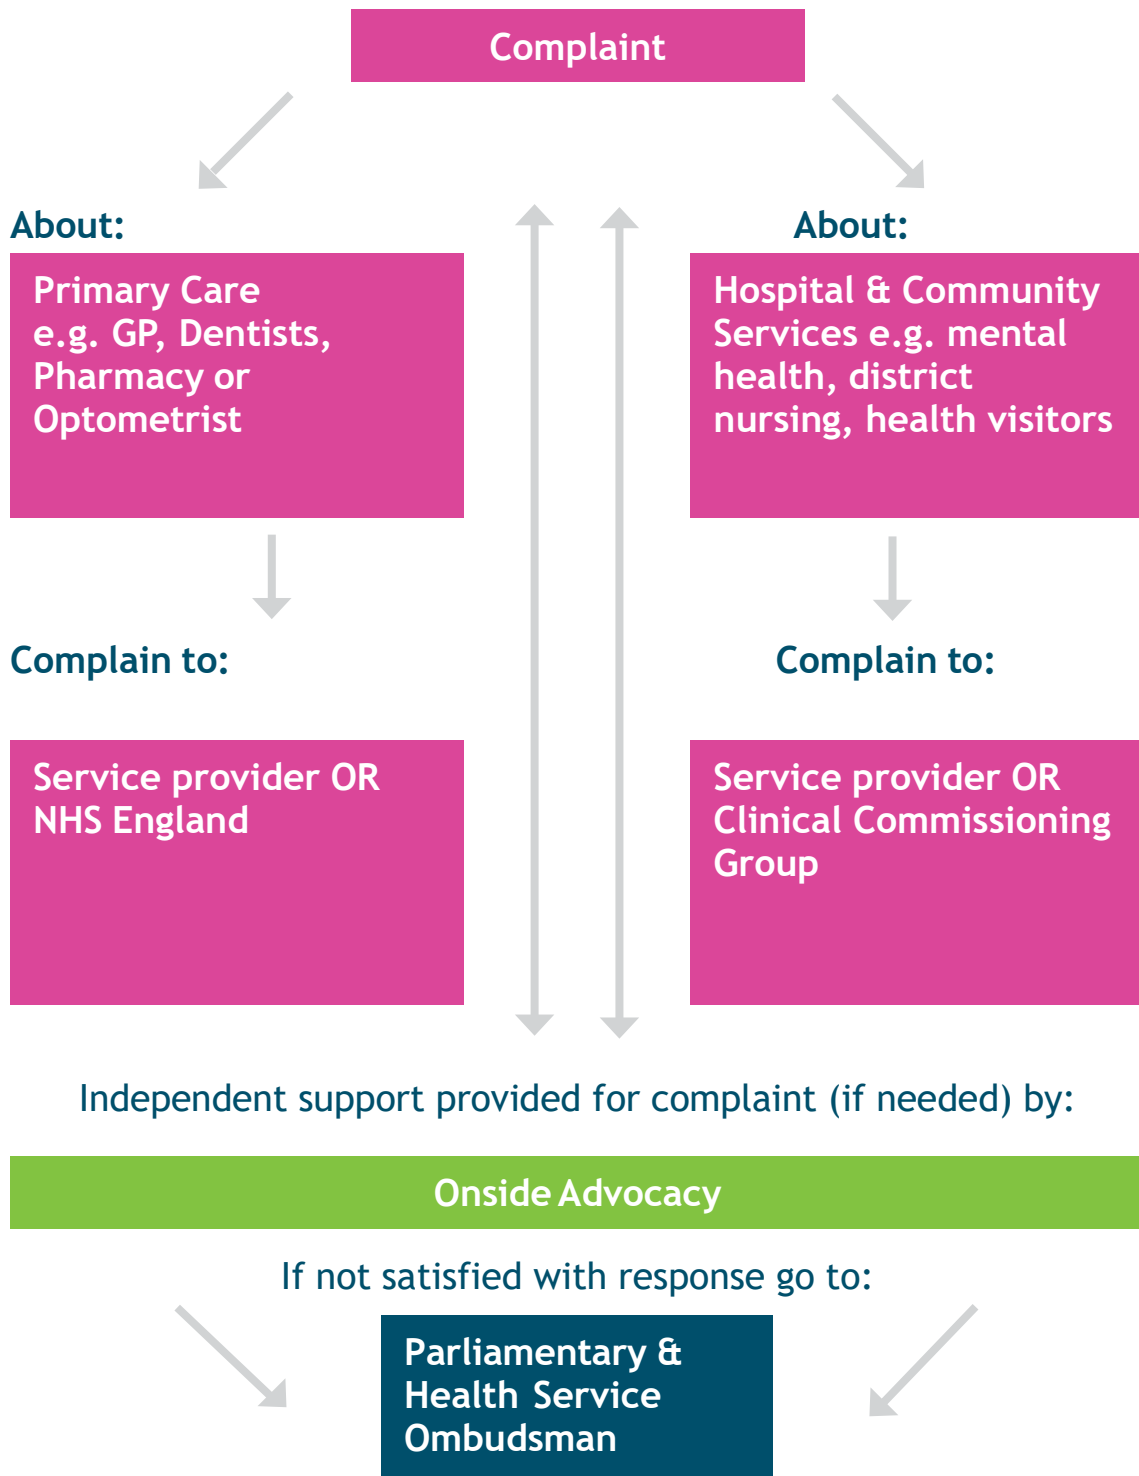 Complaint
About:
Primary Care
e.g. GP, Dentists,
Pharmacy or
Optometrist
About:
Hospital & Community
Services e.g. mental
health, district
nursing, health visitors
Complain to:
Service provider OR
NHS England
Complain to:
Service provider OR
Clinical Commissioning
Group
Independent support provided for complaint (if needed) by:
Onside Advocacy
If not satisfied with response go to:
Parliamentary &
Health Service
Ombudsman